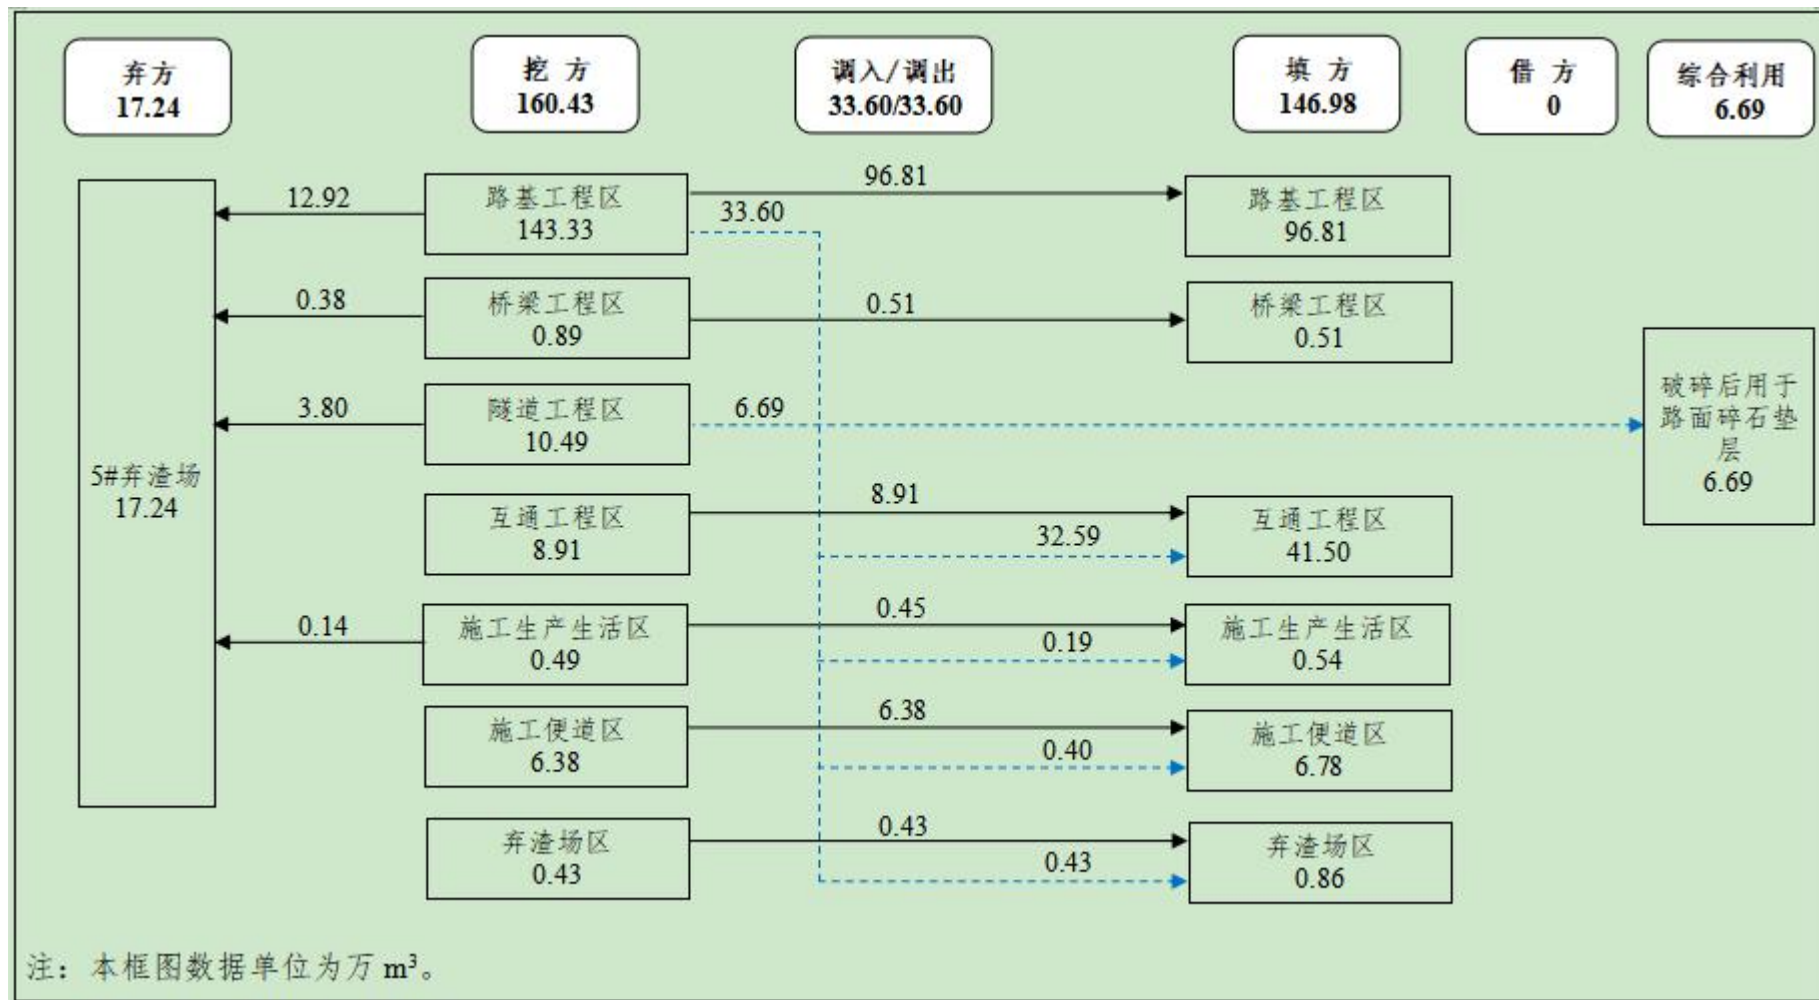 弃方
17.24
挖 方
160.43
调入/调出
33.60/33.60
填 方
146.98
借 方
0
综合利用
6.69
12.92
路基工程区
143.33
96.81
33.60
路基工程区
96.81
0.38
桥梁工程区
0.89
0.51
桥梁工程区
0.51
3.80
隧道工程区
10.49
6.69
破碎后用于
路面碎石垫
层
6.69
5#弃渣场
17.24
互通工程区
8.91
8.91
32.59
互通工程区
41.50
0.14
施工生产生活区
0.49
0.45
0.19
施工生产生活区
0.54
施工便道区
6.38
6.38
0.40
施工便道区
6.78
弃渣场区
0.43
0.43
0.43
弃渣场区
0.86
注：本框图数据单位为万 m³。